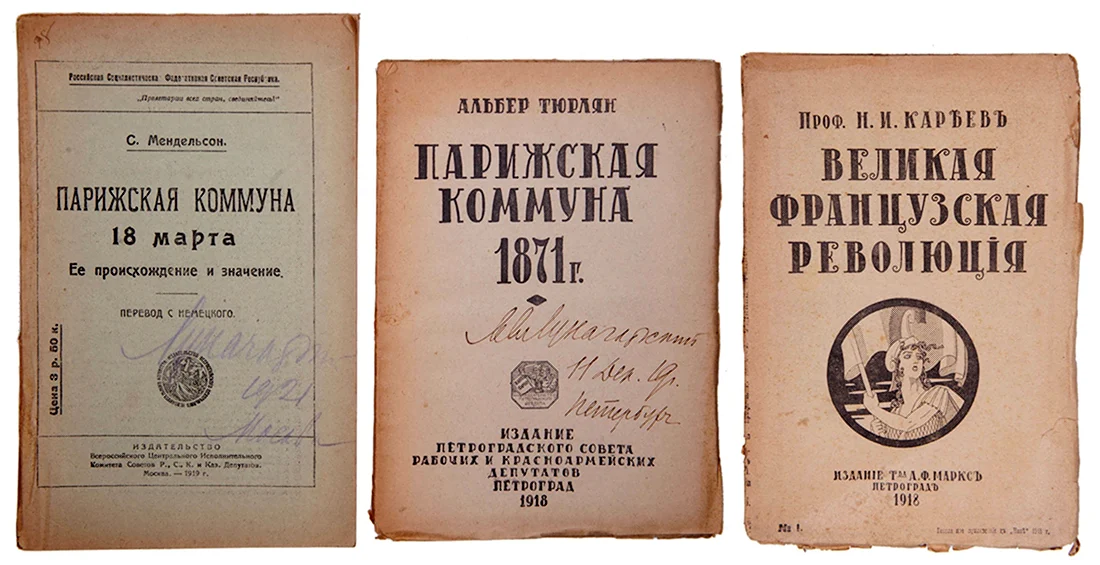 Российская Социалистическая Федеративная Советская Республика.
„Пролетарии всех стран, соединяйтесь!“
С. Мендельсон.
ПАРИЖСКАЯ КОММУНА
18 марта
Ее происхождение и значение.
ПЕРЕВОД С НЕМЕЦКОГО.
Луначарский
1921
Москва
Цена 3 р. 50 к.
ИЗДАТЕЛЬСТВО
Всероссийского Центрального Исполнительного
Комитета Советов Р., С., К. и Каз. Депутатов.
Москва. — 1919 г.
АЛЬБЕР ТЮРЛЯН
ПАРИЖСКАЯ
КОММУНА
1871 г.
Луначарский
11 Дек. 19 г.
Петербург
ИЗДАНИЕ
ПЕТРОГРАДСКОГО СОВЕТА
РАБОЧИХ И КРАСНОАРМЕЙСКИХ
ДЕПУТАТОВ
ПЕТРОГРАД
1918
ПРОФ. Н. И. КАРѢЕВЪ
ВЕЛИКАЯ
ФРАНЦУЗСКАЯ
РЕВОЛЮЦІЯ
ИЗДАНІЕ Т-ВА А. Ф. МАРКСЪ
ПЕТРОГРАДЪ
1918